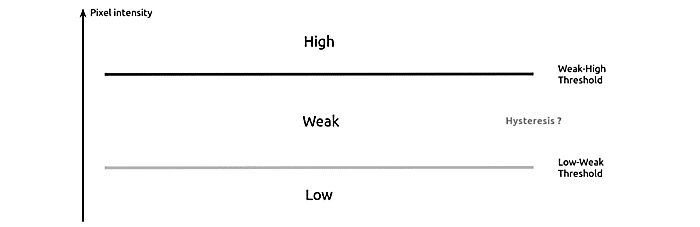 Pixel intensity
High
Weak-High
Threshold
Weak
Hysteresis ?
Low-Weak
Threshold
Low